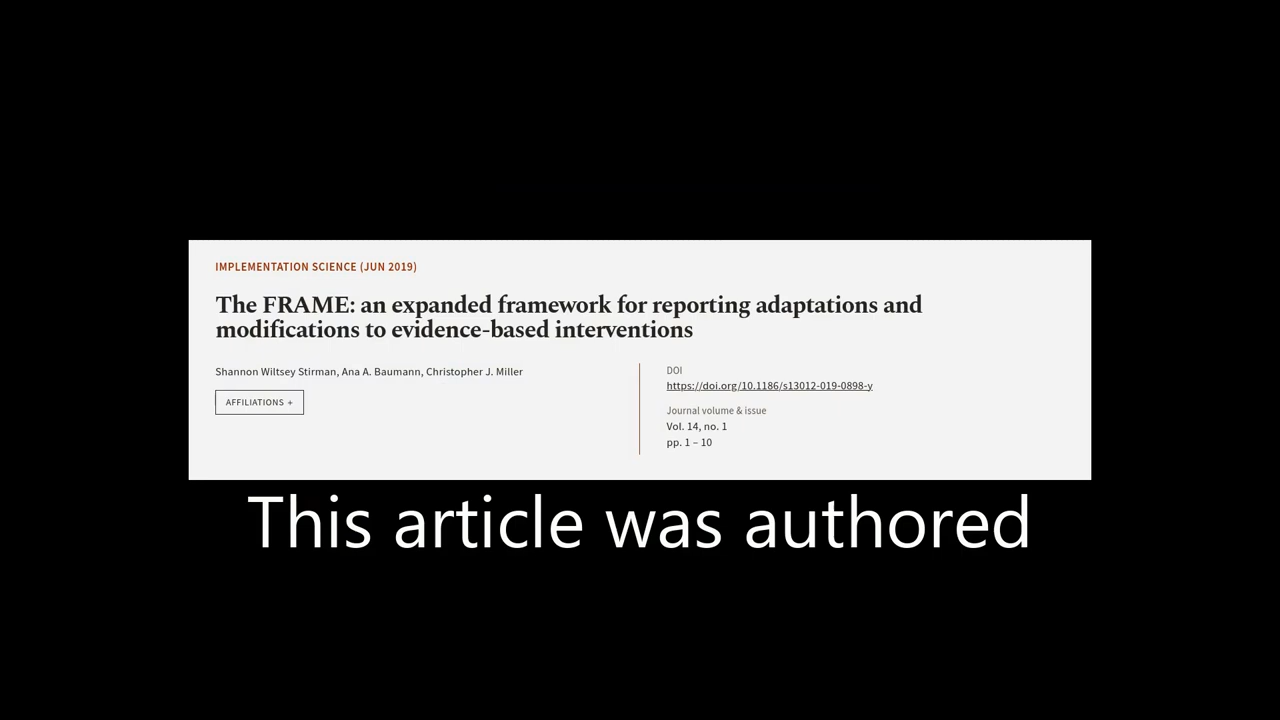 IMPLEMENTATION SCIENCE (JUN 2019)
The FRAME: an expanded framework for reporting adaptations and
modifications to evidence-based interventions
Shannon Wiltsey Stirman, Ana A. Baumann, Christopher J. Miller
AFFILIATIONS +
DOI
https://doi.org/10.1186/s13012-019-0898-y
Journal volume & issue
Vol. 14, no. 1
pp. 1 – 10
This article was authored